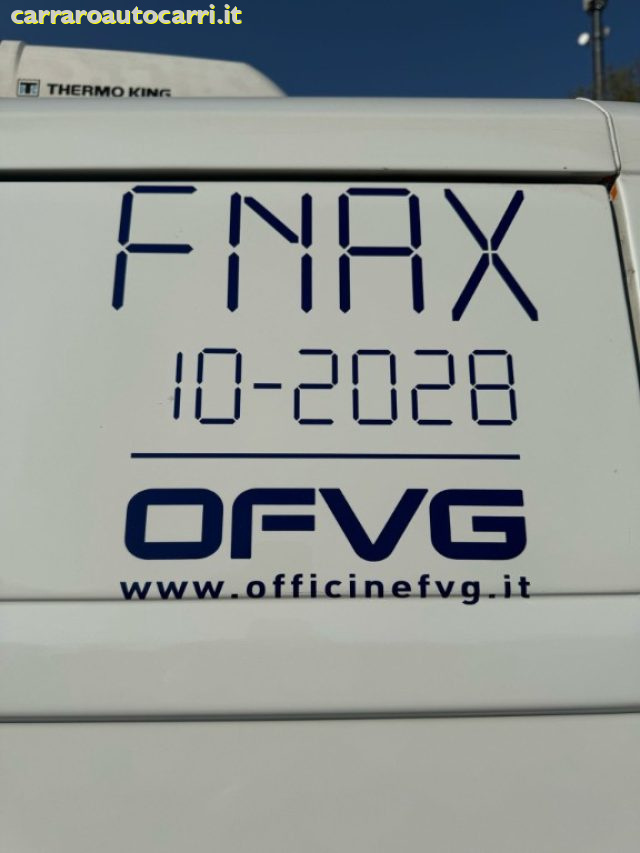 carraroautocarri.it
THERMO KING
FNAX
10-2028
OFVG
www.officinefvg.it